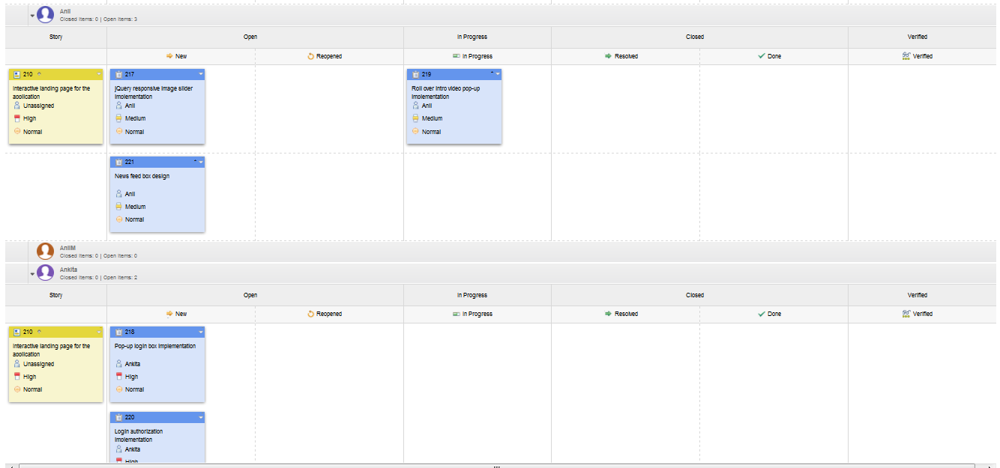 Anil
Closed Items: 0 | Open Items: 3
Story Open In Progress Closed Verified
New Reopened In Progress Resolved Done Verified
210 217 219
Interactive landing page for the jQuery responsive image slider Roll over intro video pop-up
application implementation implementation
Unassigned Anil Anil
High Medium Medium
Normal Normal Normal
221
News feed box design
Anil
Medium
Normal
AnilM
Closed Items: 0 | Open Items: 0
Ankita
Closed Items: 0 | Open Items: 2
Story Open In Progress Closed Verified
New Reopened In Progress Resolved Done Verified
210 218
Interactive landing page for the Pop-up login box implementation
application
Unassigned Ankita
High High
Normal Normal
220
Login authorization
implementation
Ankita
High